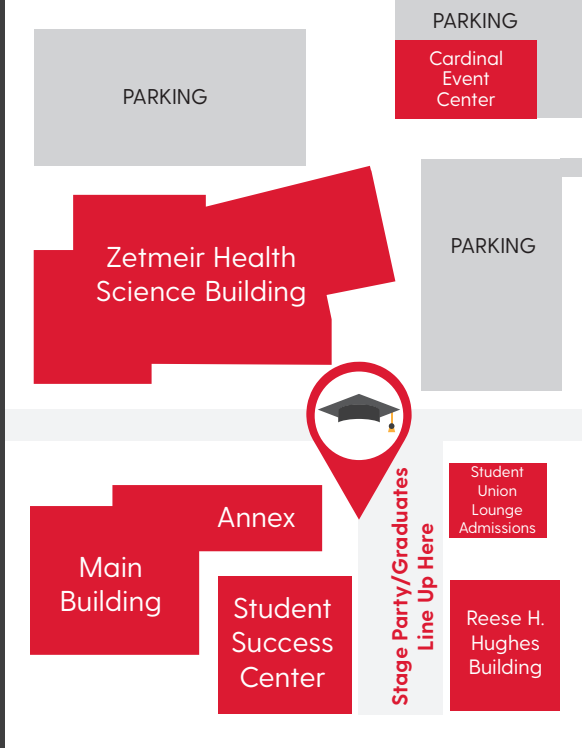 PARKING
Cardinal
Event
Center
PARKING
PARKING
Zetmeir Health
Science Building
Student
Union
Lounge
Admissions
Annex
Main
Building
Stage Party/Graduates
Line Up Here
Student
Success
Center
Reese H.
Hughes
Building